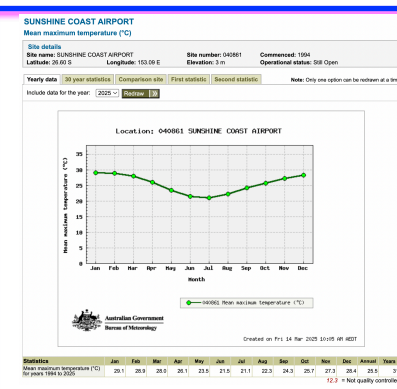 SUNSHINE COAST AIRPORT
Mean maximum temperature (°C)
Site details
Site name: SUNSHINE COAST AIRPORT Site number: 040861 Commenced: 1994
Latitude: 26.60 S Longitude: 153.09 E Elevation: 3 m Operational status: Still Open
Yearly data 30 year statistics Comparison site First statistic Second statistic Note: Only one option can be redrawn at a tim
Include data for the year: 2025 Redraw
Location: 040861 SUNSHINE COAST AIRPORT
Mean maximum temperature (°C)
35
30
25
20
15
10
5
0
Jan Feb Mar Apr May Jun Jul Aug Sep Oct Nov Dec
Month
040861 Mean maximum temperature (°C)
Australian Government
Bureau of Meteorology
Created on Fri 14 Mar 2025 10:05 AM AEDT
Statistics Jan Feb Mar Apr May Jun Jul Aug Sep Oct Nov Dec Annual Years
Mean maximum temperature (°C)
for years 1994 to 2025 29.1 28.9 28.0 26.1 23.5 21.5 21.1 22.3 24.3 25.7 27.3 28.4 25.5 3
12.3 = Not quality controlle